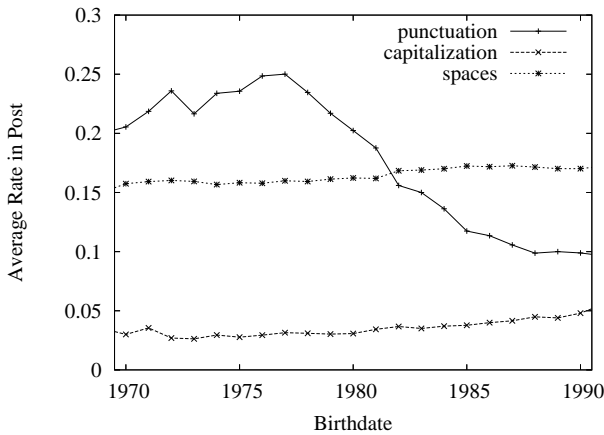 0.3
0.25
0.2
0.15
0.1
0.05
0
1970
1975
1980
1985
1990
Average Rate in Post
Birthdate
punctuation
capitalization
spaces